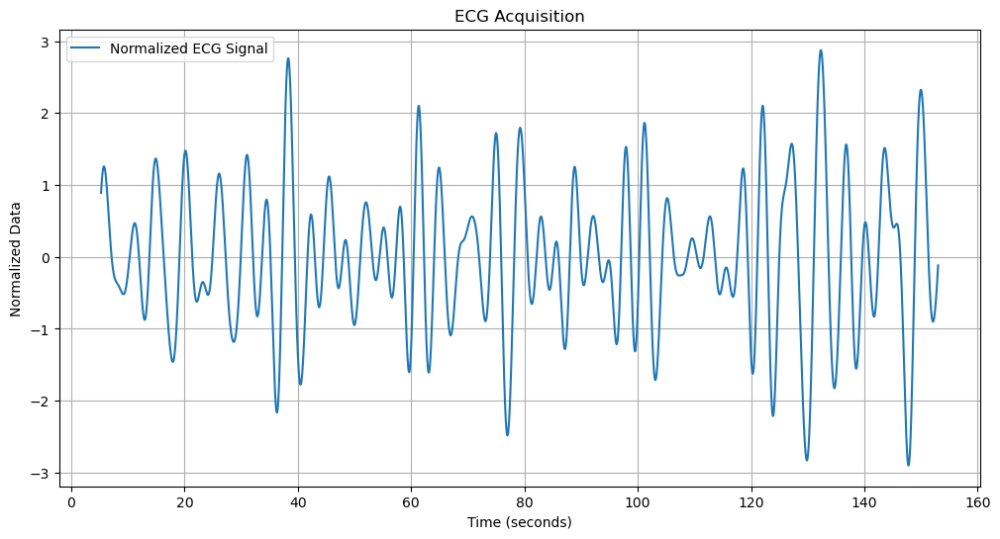 ECG Acquisition
Normalized ECG Signal
Normalized Data
3
2
1
0
−1
−2
−3
0 20 40 60 80 100 120 140 160
Time (seconds)